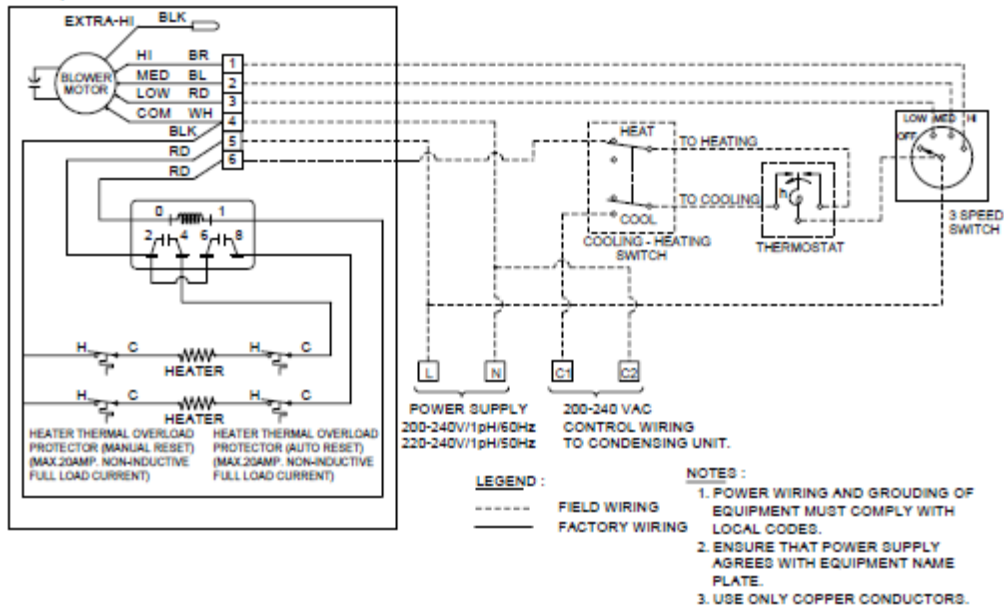 EXTRA-HI BLK
HI BR 1
MED BL 2
LOW RD 3
COM WH 4
BLK 5
RD 6
RD
BLOWER
MOTOR
0 1
2 4 6 8
H C H C
HEATER
H C H C
HEATER
HEATER THERMAL OVERLOAD
PROTECTOR (MANUAL RESET)
(MAX.20AMP. NON-INDUCTIVE
FULL LOAD CURRENT)
HEATER THERMAL OVERLOAD
PROTECTOR (AUTO RESET)
(MAX.20AMP. NON-INDUCTIVE
FULL LOAD CURRENT)
HEAT
COOL
COOLING - HEATING
SWITCH
TO HEATING
TO COOLING
h
THERMOSTAT
LOW MED HI
OFF
3 SPEED
SWITCH
L N C1 C2
POWER SUPPLY
200-240V/1pH/60Hz
220-240V/1pH/50Hz
200-240 VAC
CONTROL WIRING
TO CONDENSING UNIT.
LEGEND :
FIELD WIRING
FACTORY WIRING
NOTES :
1. POWER WIRING AND GROUNDING OF
EQUIPMENT MUST COMPLY WITH
LOCAL CODES.
2. ENSURE THAT POWER SUPPLY
AGREES WITH EQUIPMENT NAME
PLATE.
3. USE ONLY COPPER CONDUCTORS.